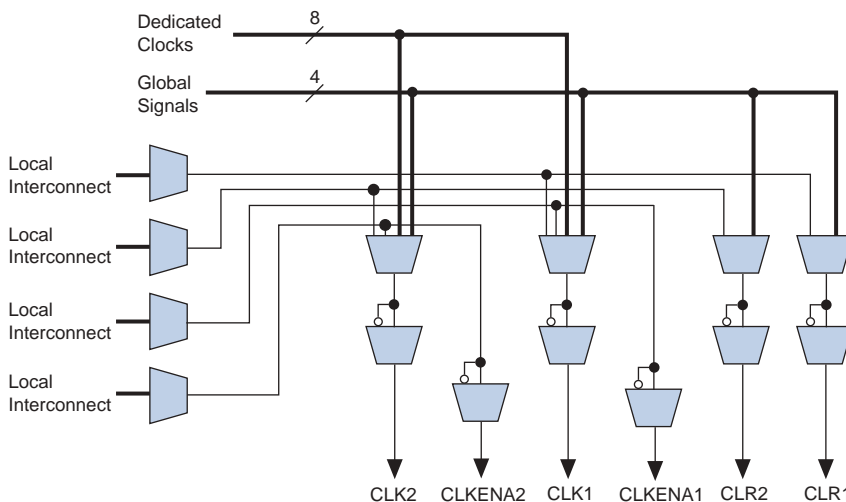 Dedicated
Clocks
8
Global
Signals
4
Local
Interconnect
Local
Interconnect
Local
Interconnect
Local
Interconnect
CLK2 CLKENA2 CLK1 CLKENA1 CLR2 CLR1